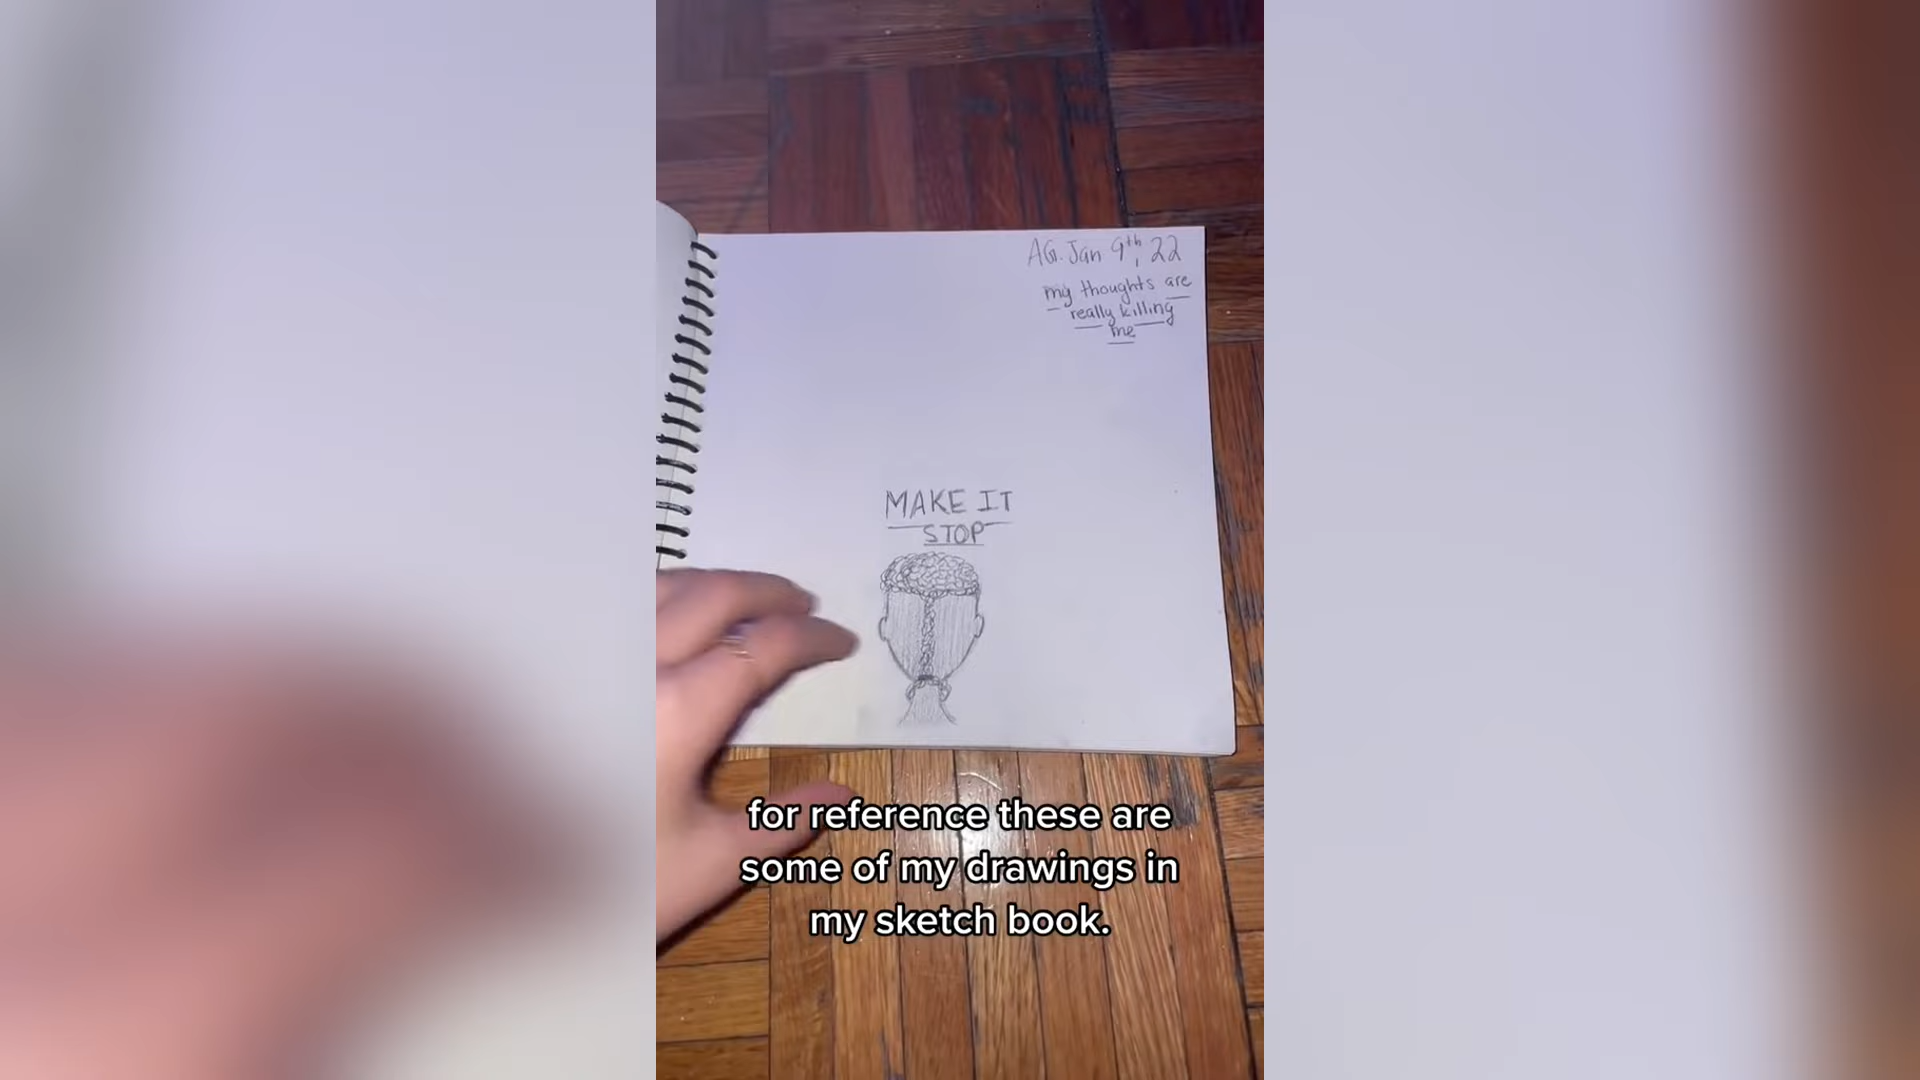 AG. Jan 9th, 22
my thoughts are
really killing
me
MAKE IT
STOP
for reference these are
some of my drawings in
my sketch book.